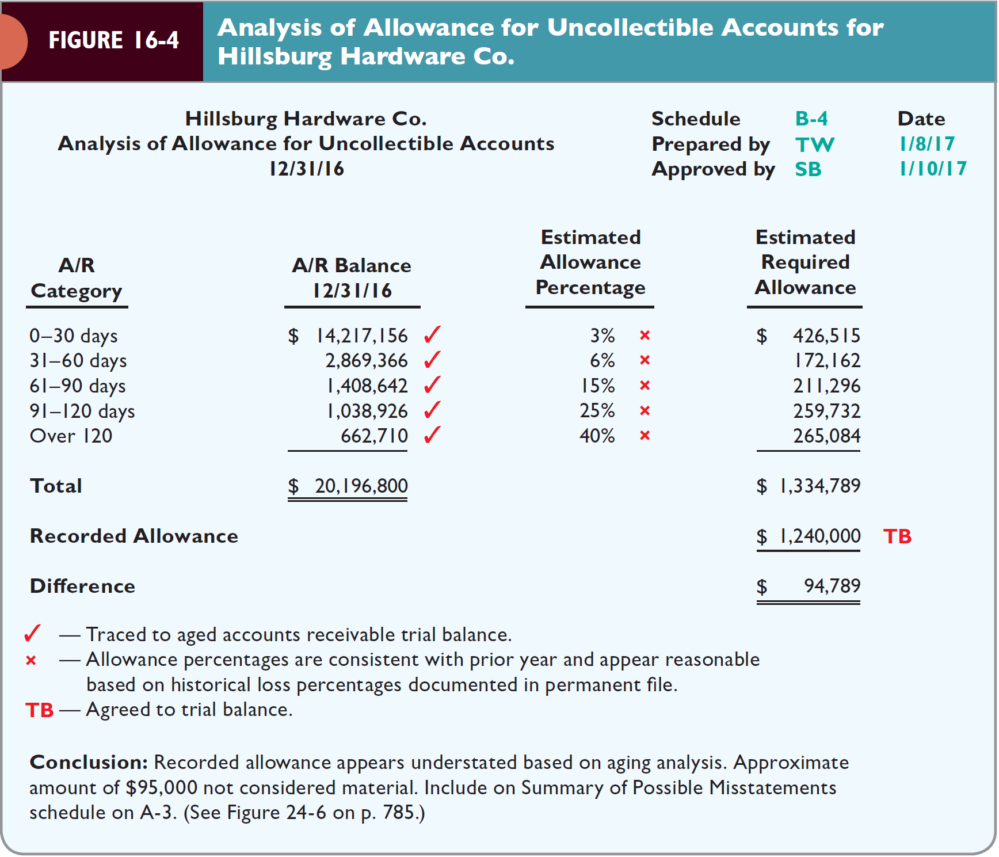 FIGURE 16-4
Analysis of Allowance for Uncollectible Accounts for
Hillsburg Hardware Co.
Hillsburg Hardware Co.
Analysis of Allowance for Uncollectible Accounts
12/31/16
Schedule B-4 Date
Prepared by TW 1/8/17
Approved by SB 1/10/17
A/R Category
A/R Balance 12/31/16
Estimated Allowance Percentage
Estimated Required Allowance
0–30 days $ 14,217,156 ✓ 3% × $ 426,515
31–60 days 2,869,366 ✓ 6% × 172,162
61–90 days 1,408,642 ✓ 15% × 211,296
91–120 days 1,038,926 ✓ 25% × 259,732
Over 120 662,710 ✓ 40% × 265,084
Total $ 20,196,800 $ 1,334,789
Recorded Allowance $ 1,240,000 TB
Difference $ 94,789
✓ — Traced to aged accounts receivable trial balance.
× — Allowance percentages are consistent with prior year and appear reasonable
based on historical loss percentages documented in permanent file.
TB — Agreed to trial balance.
Conclusion: Recorded allowance appears understated based on aging analysis. Approximate
amount of $95,000 not considered material. Include on Summary of Possible Misstatements
schedule on A-3. (See Figure 24-6 on p. 785.)